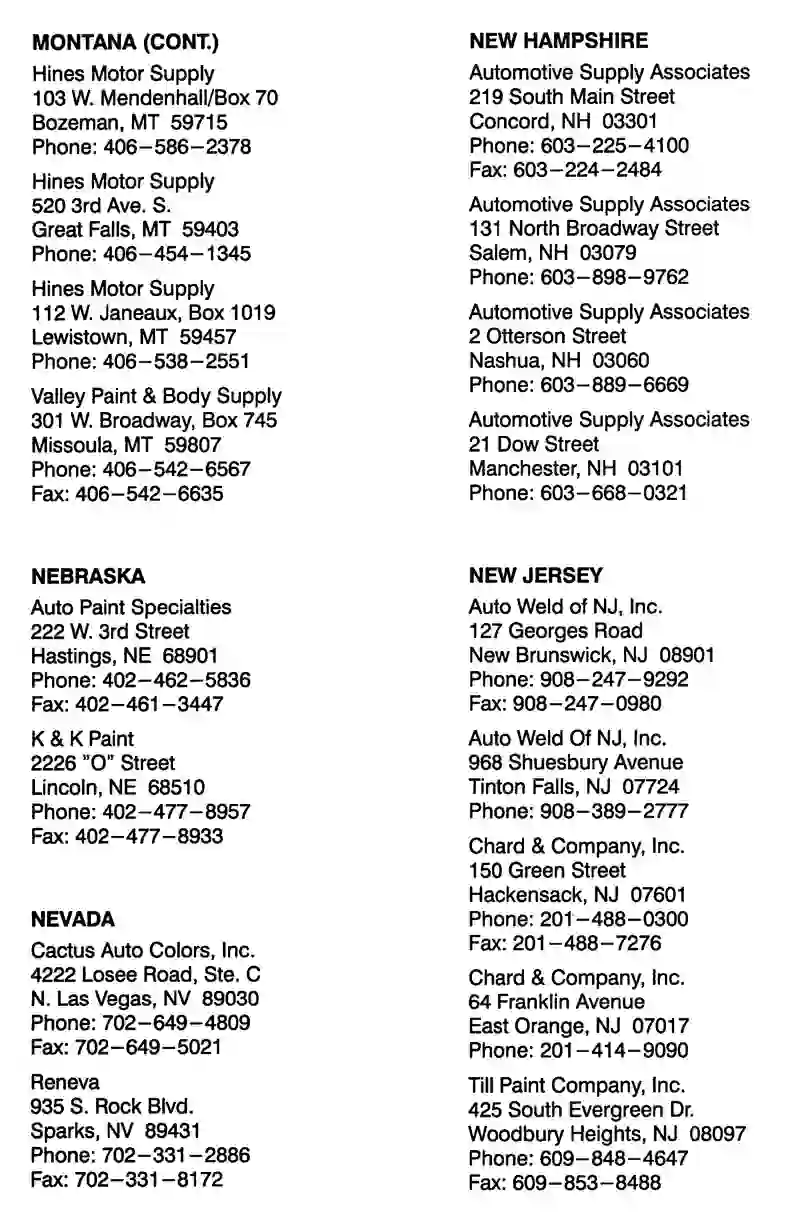 MONTANA (CONT.)
Hines Motor Supply
103 W. Mendenhall/Box 70
Bozeman, MT 59715
Phone: 406–586–2378
Hines Motor Supply
520 3rd Ave. S.
Great Falls, MT 59403
Phone: 406–454–1345
Hines Motor Supply
112 W. Janeaux, Box 1019
Lewistown, MT 59457
Phone: 406–538–2551
Valley Paint & Body Supply
301 W. Broadway, Box 745
Missoula, MT 59807
Phone: 406–542–6567
Fax: 406–542–6635
NEBRASKA
Auto Paint Specialties
222 W. 3rd Street
Hastings, NE 68901
Phone: 402–462–5836
Fax: 402–461–3447
K & K Paint
2226 "O" Street
Lincoln, NE 68510
Phone: 402–477–8957
Fax: 402–477–8933
NEVADA
Cactus Auto Colors, Inc.
4222 Losee Road, Ste. C
N. Las Vegas, NV 89030
Phone: 702–649–4809
Fax: 702–649–5021
Reneva
935 S. Rock Blvd.
Sparks, NV 89431
Phone: 702–331–2886
Fax: 702–331–8172
NEW HAMPSHIRE
Automotive Supply Associates
219 South Main Street
Concord, NH 03301
Phone: 603–225–4100
Fax: 603–224–2484
Automotive Supply Associates
131 North Broadway Street
Salem, NH 03079
Phone: 603–898–9762
Automotive Supply Associates
2 Otterson Street
Nashua, NH 03060
Phone: 603–889–6669
Automotive Supply Associates
21 Dow Street
Manchester, NH 03101
Phone: 603–668–0321
NEW JERSEY
Auto Weld of NJ, Inc.
127 Georges Road
New Brunswick, NJ 08901
Phone: 908–247–9292
Fax: 908–247–0980
Auto Weld Of NJ, Inc.
968 Shuesbury Avenue
Tinton Falls, NJ 07724
Phone: 908–389–2777
Chard & Company, Inc.
150 Green Street
Hackensack, NJ 07601
Phone: 201–488–0300
Fax: 201–488–7276
Chard & Company, Inc.
64 Franklin Avenue
East Orange, NJ 07017
Phone: 201–414–9090
Till Paint Company, Inc.
425 South Evergreen Dr.
Woodbury Heights, NJ 08097
Phone: 609–848–4647
Fax: 609–853–8488